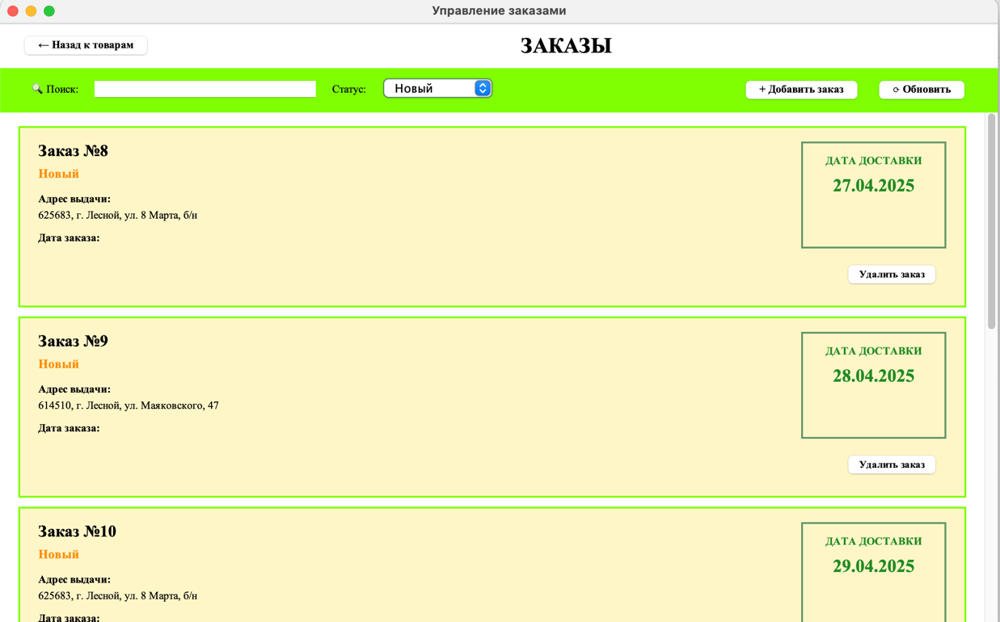 Управление заказами
← Назад к товарам
ЗАКАЗЫ
🔍 Поиск:
Статус:
Новый
+ Добавить заказ
⟳ Обновить
Заказ №8
Новый
Адрес выдачи:
625683, г. Лесной, ул. 8 Марта, б/н
Дата заказа:
ДАТА ДОСТАВКИ
27.04.2025
Удалить заказ
Заказ №9
Новый
Адрес выдачи:
614510, г. Лесной, ул. Маяковского, 47
Дата заказа:
ДАТА ДОСТАВКИ
28.04.2025
Удалить заказ
Заказ №10
Новый
Адрес выдачи:
625683, г. Лесной, ул. 8 Марта, б/н
Дата заказа:
ДАТА ДОСТАВКИ
29.04.2025